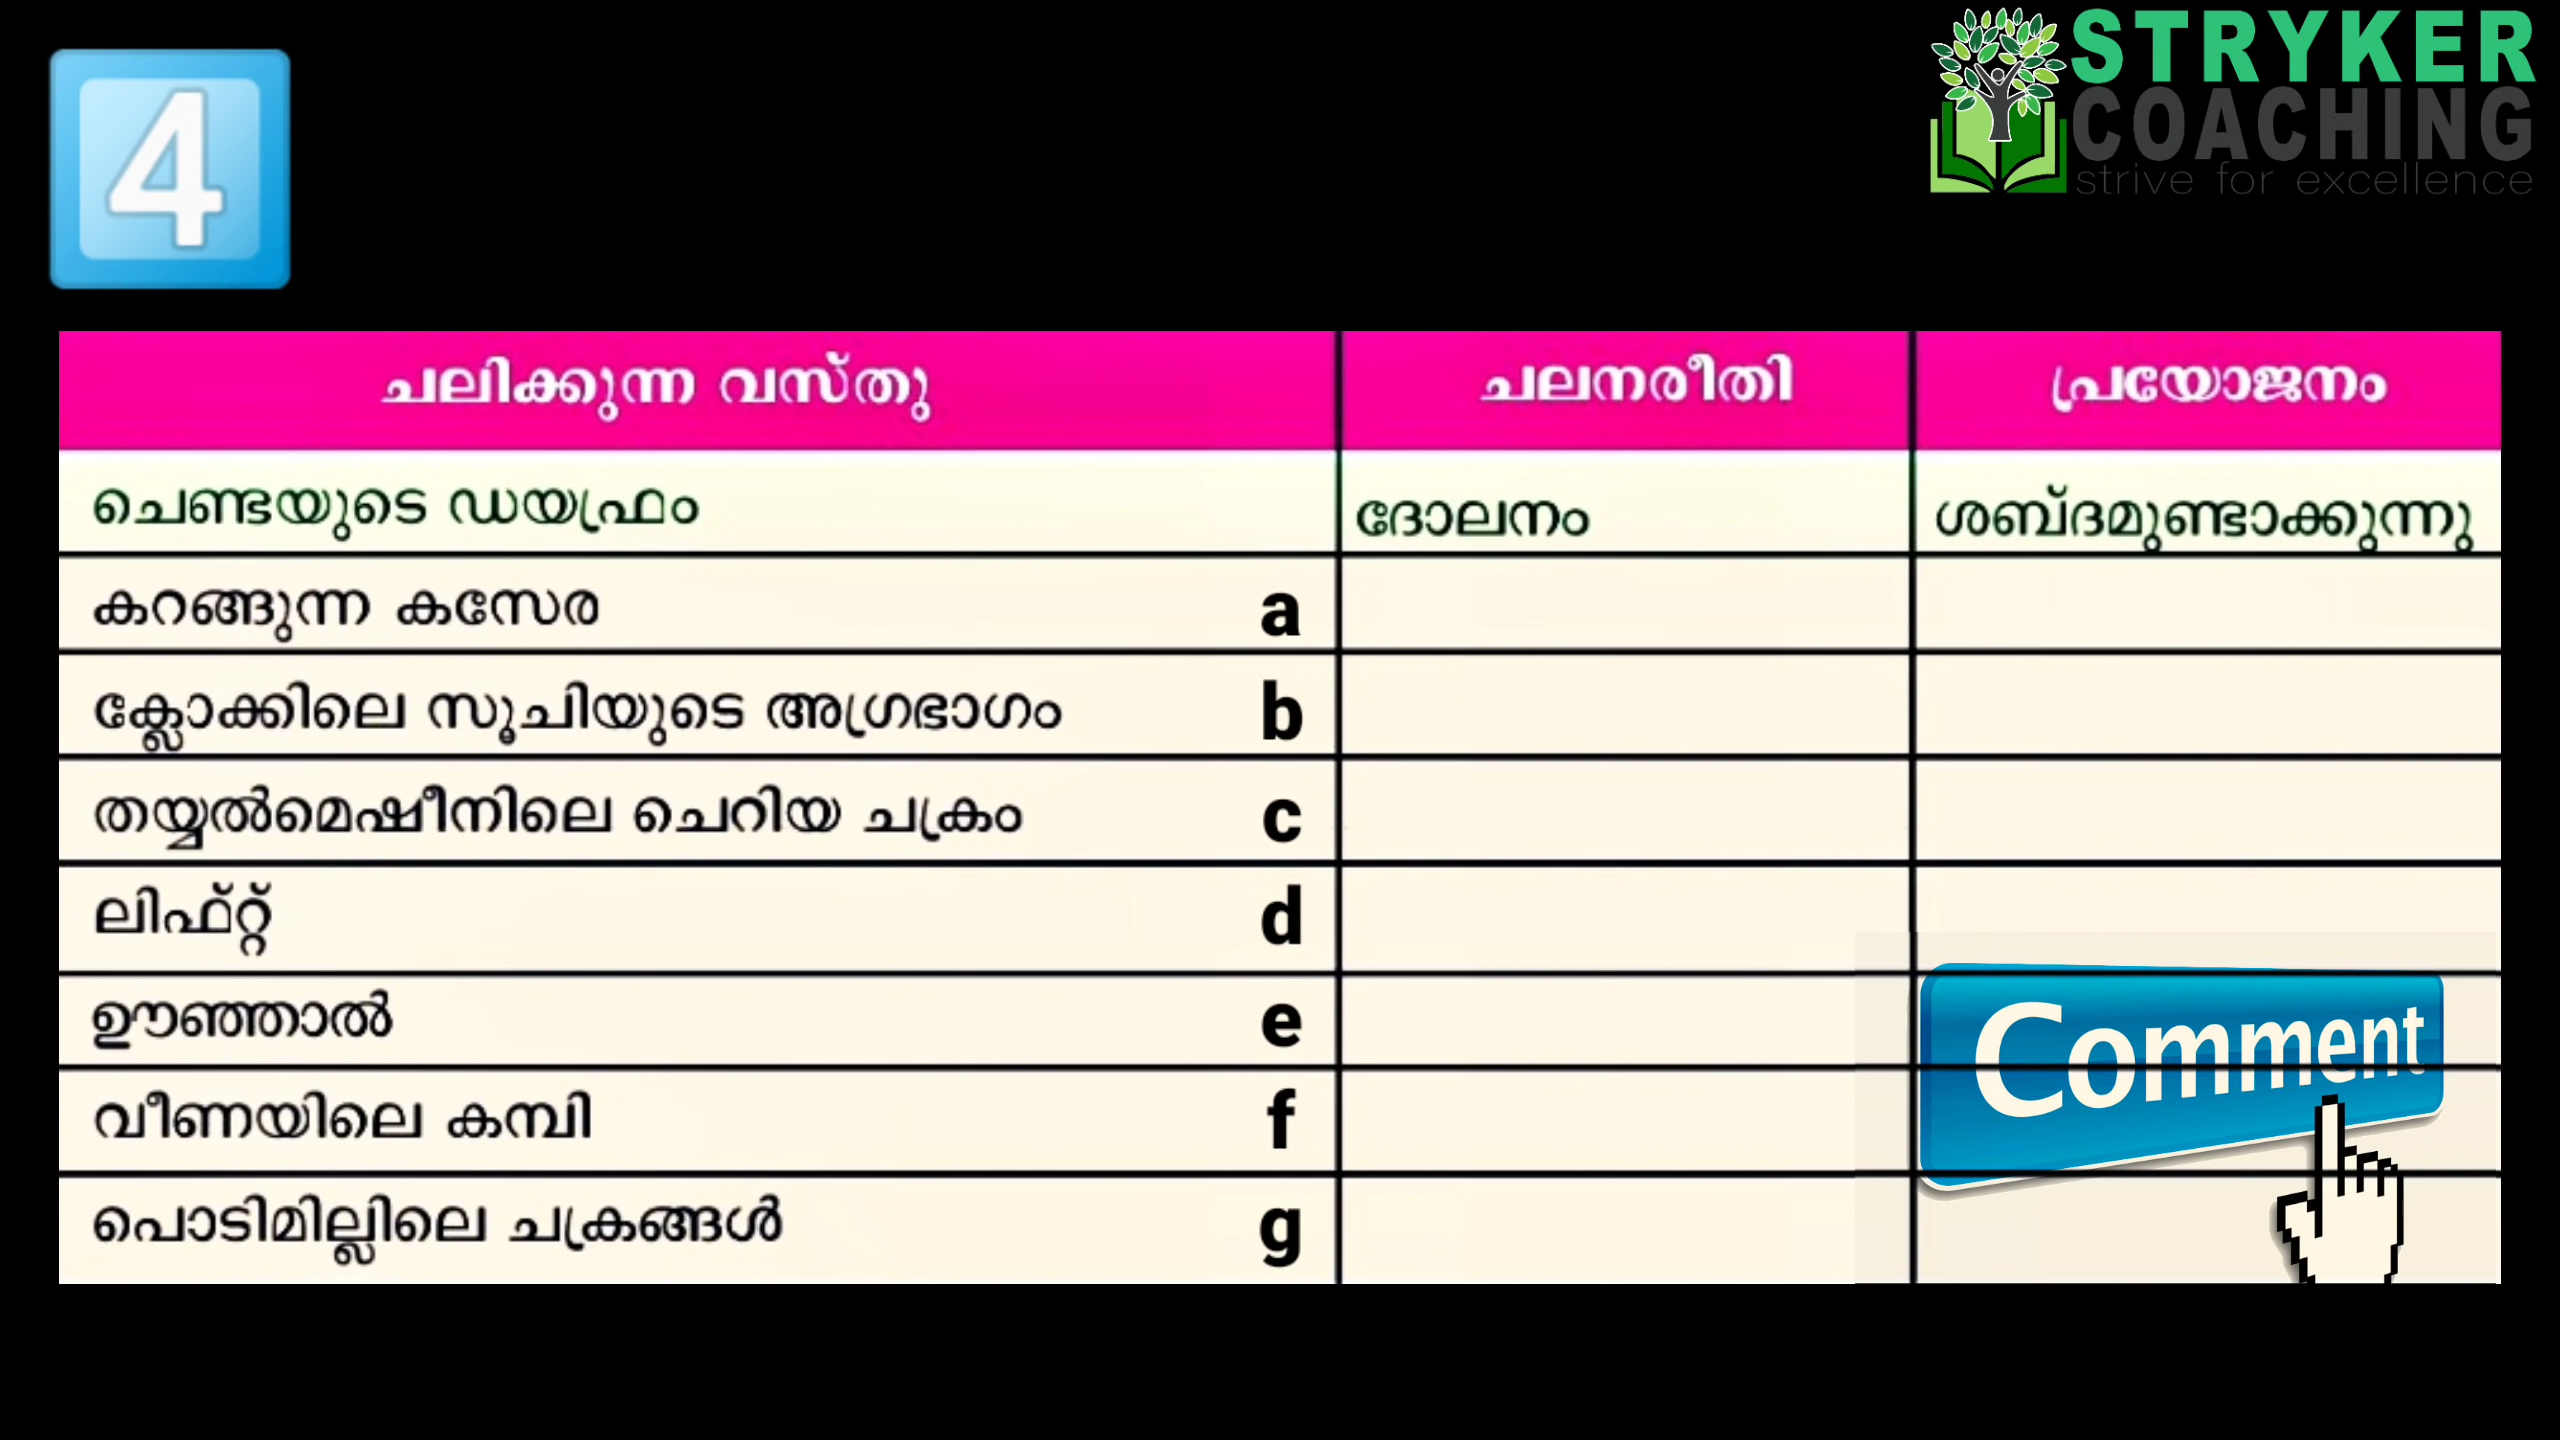 4
STRYKER
COACHING
strive for excellence
ചലിക്കുന്ന വസ്തു ചലനരീതി പ്രയോജനം
ചെണ്ടയുടെ ഡയഫ്രം ദോലനം ശബ്ദമുണ്ടാക്കുന്നു
കറങ്ങുന്ന കസേര a
ക്ലോക്കിലെ സൂചിയുടെ അഗ്രഭാഗം b
തയ്യൽമെഷീനിലെ ചെറിയ ചക്രം c
ലിഫ്റ്റ് d
ഊഞ്ഞാൽ e
Comment
വീണയിലെ കമ്പി f
പൊടിമില്ലിലെ ചക്രങ്ങൾ g